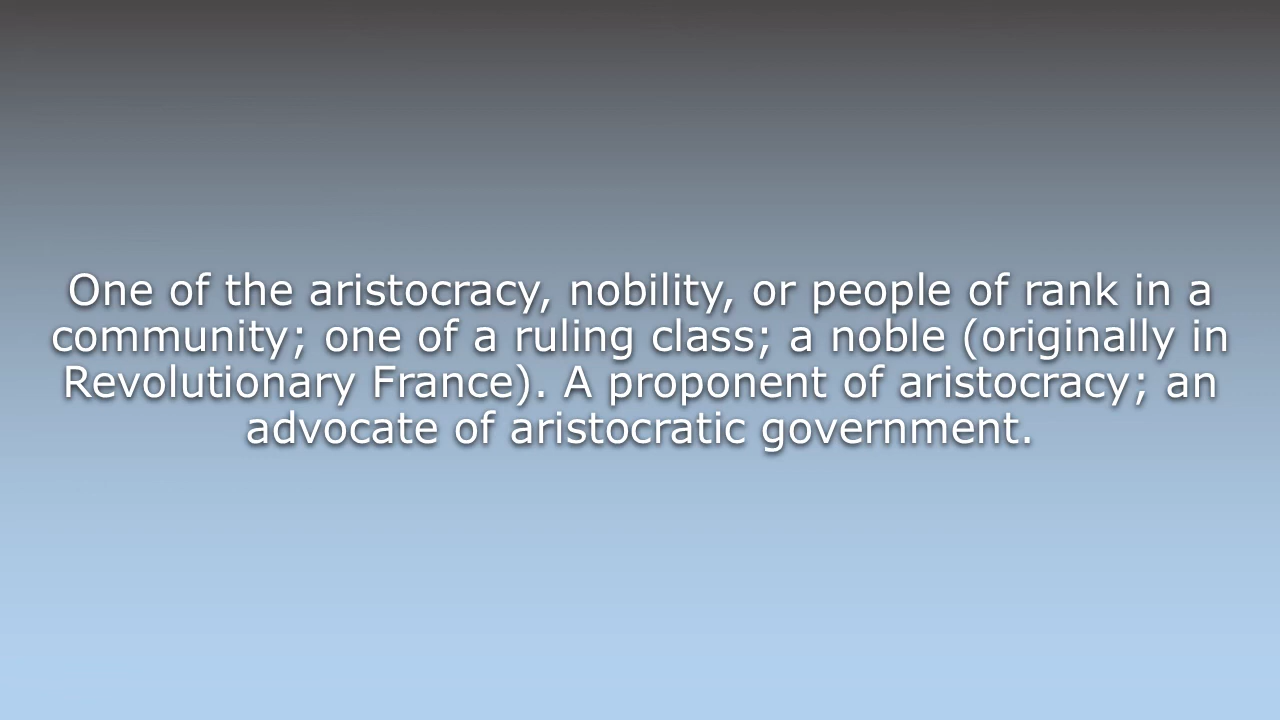 One of the aristocracy, nobility, or people of rank in a
community; one of a ruling class; a noble (originally in
Revolutionary France). A proponent of aristocracy; an
advocate of aristocratic government.